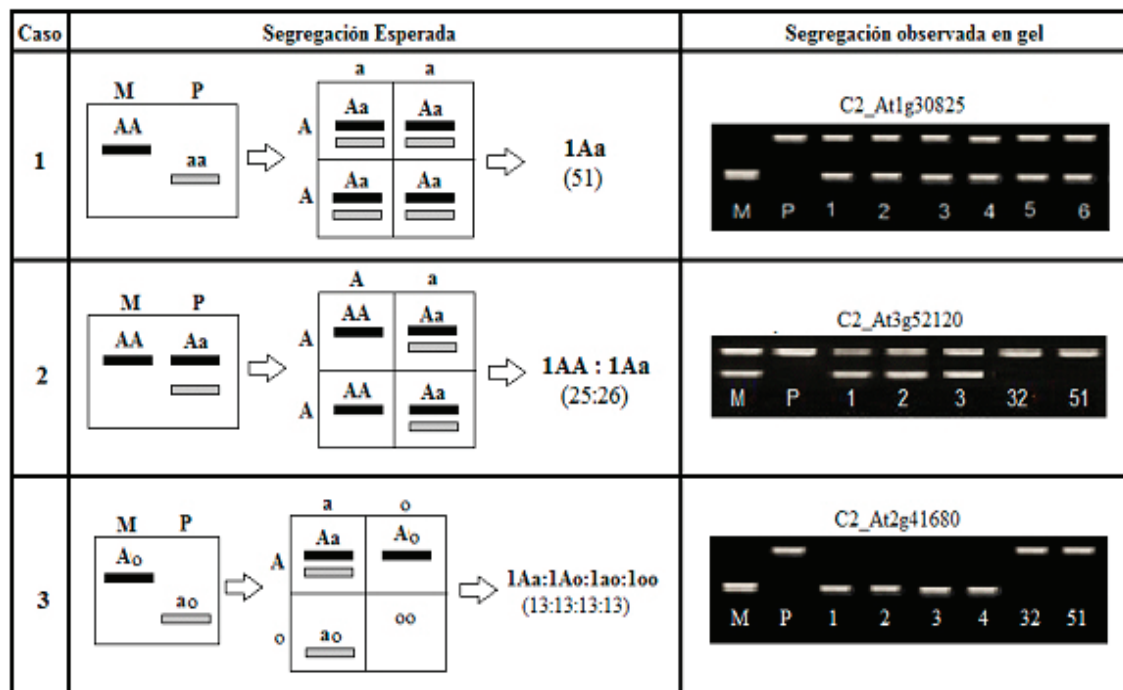 Caso Segregación Esperada Segregación observada en gel
1
M P
AA
aa
a a
A Aa Aa
A Aa Aa
1Aa
(51)
C2_At1g30825
M P 1 2 3 4 5 6
2
M P
AA Aa
A a
A AA Aa
A AA Aa
1AA : 1Aa
(25:26)
C2_At3g52120
M P 1 2 3 32 51
3
M P
Ao
ao
a o
A Aa Ao
o ao oo
1Aa:1Ao:1ao:1oo
(13:13:13:13)
C2_At2g41680
M P 1 2 3 4 32 51